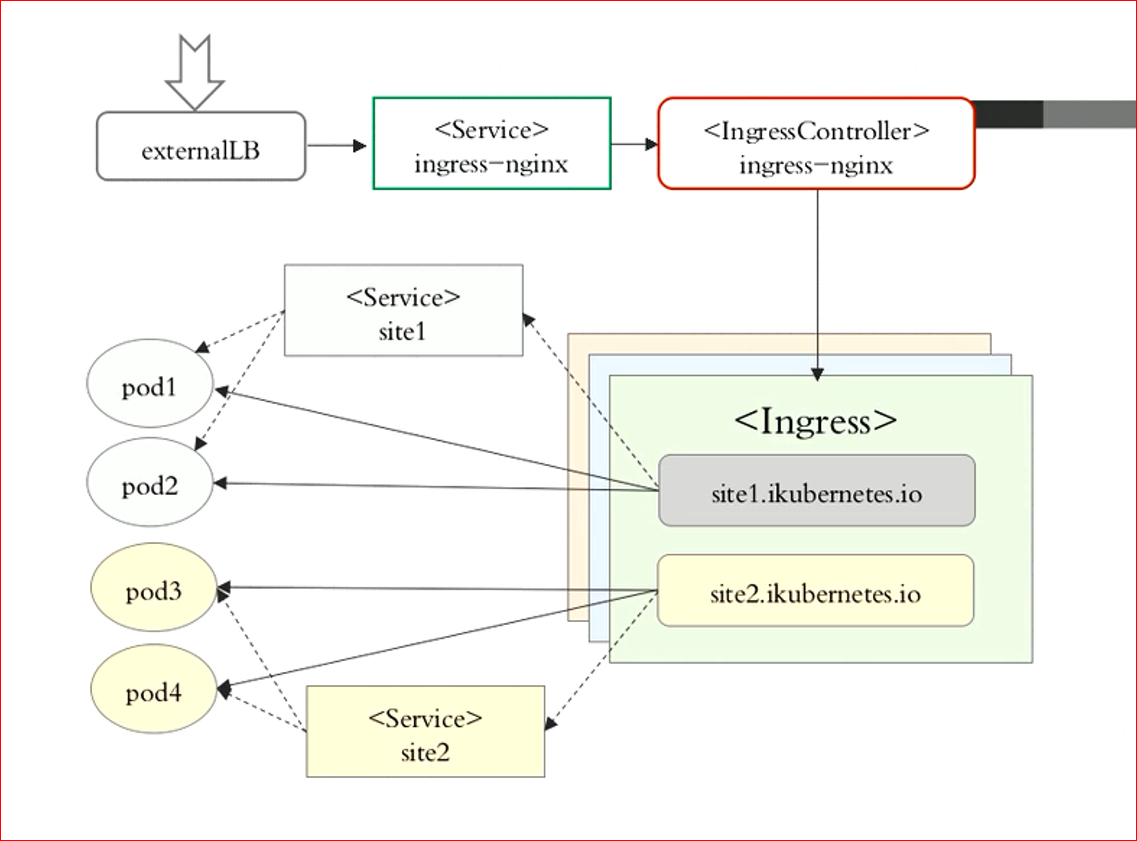 externalLB
<Service>
ingress-nginx
<IngressController>
ingress-nginx
<Service>
site1
pod1
pod2
pod3
pod4
<Ingress>
site1.ikubernetes.io
site2.ikubernetes.io
<Service>
site2